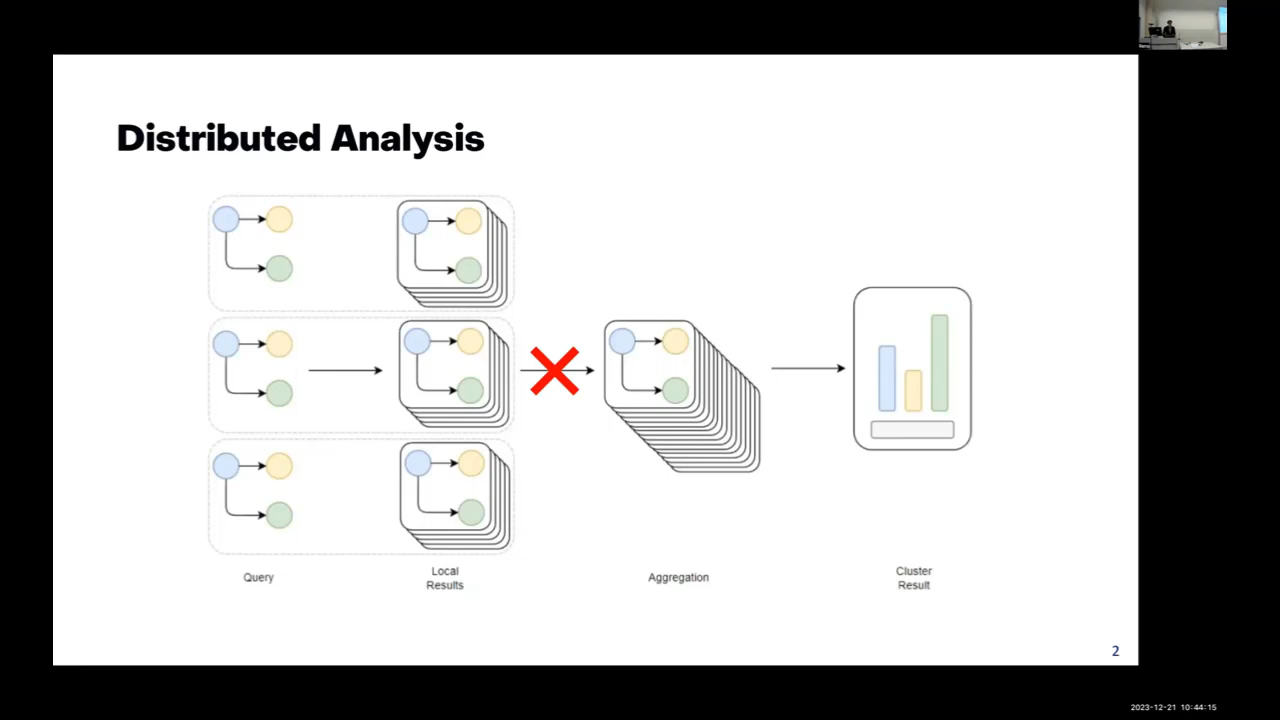 Distributed Analysis
Query
Local
Results
Aggregation
Cluster
Result
2
2023-12-21 10:44:15